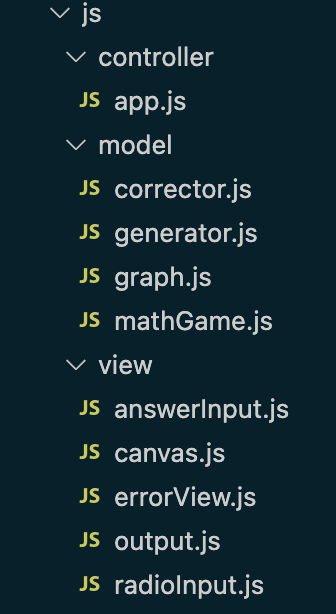 js
controller
JS app.js
model
JS corrector.js
JS generator.js
JS graph.js
JS mathGame.js
view
JS answerInput.js
JS canvas.js
JS errorView.js
JS output.js
JS radioInput.js